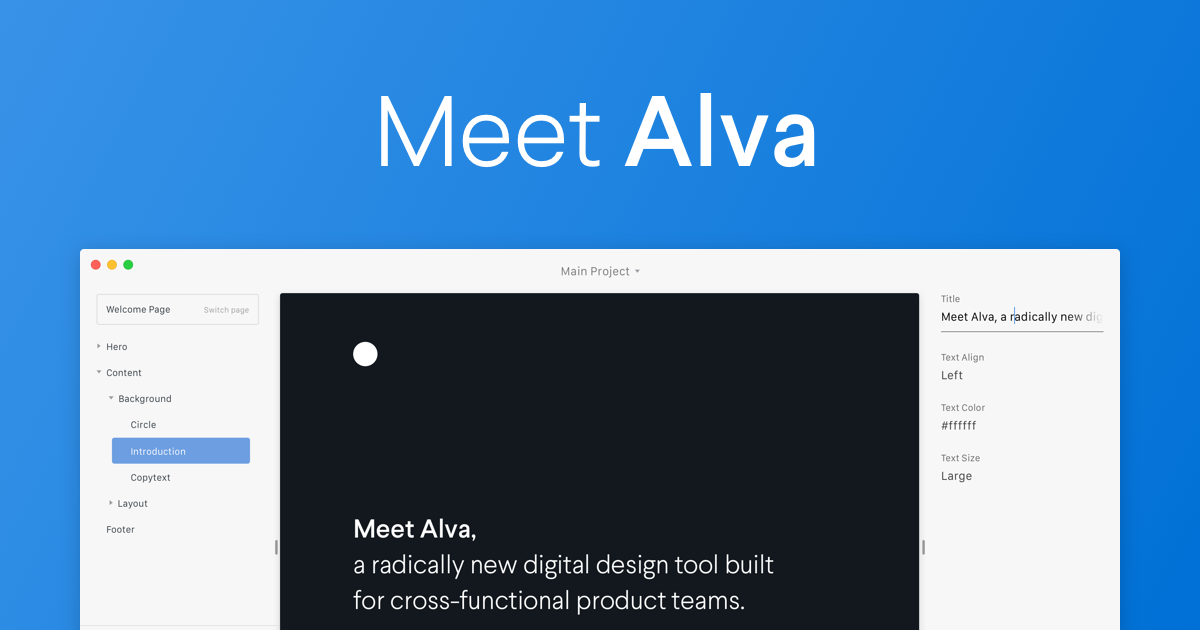 Meet Alva
Main Project
Welcome Page Switch page
Hero
Content
Background
Circle
Introduction
Copytext
Layout
Footer
Meet Alva,
a radically new digital design tool built
for cross-functional product teams.
Title
Meet Alva, a radically new dig
Text Align
Left
Text Color
#ffffff
Text Size
Large